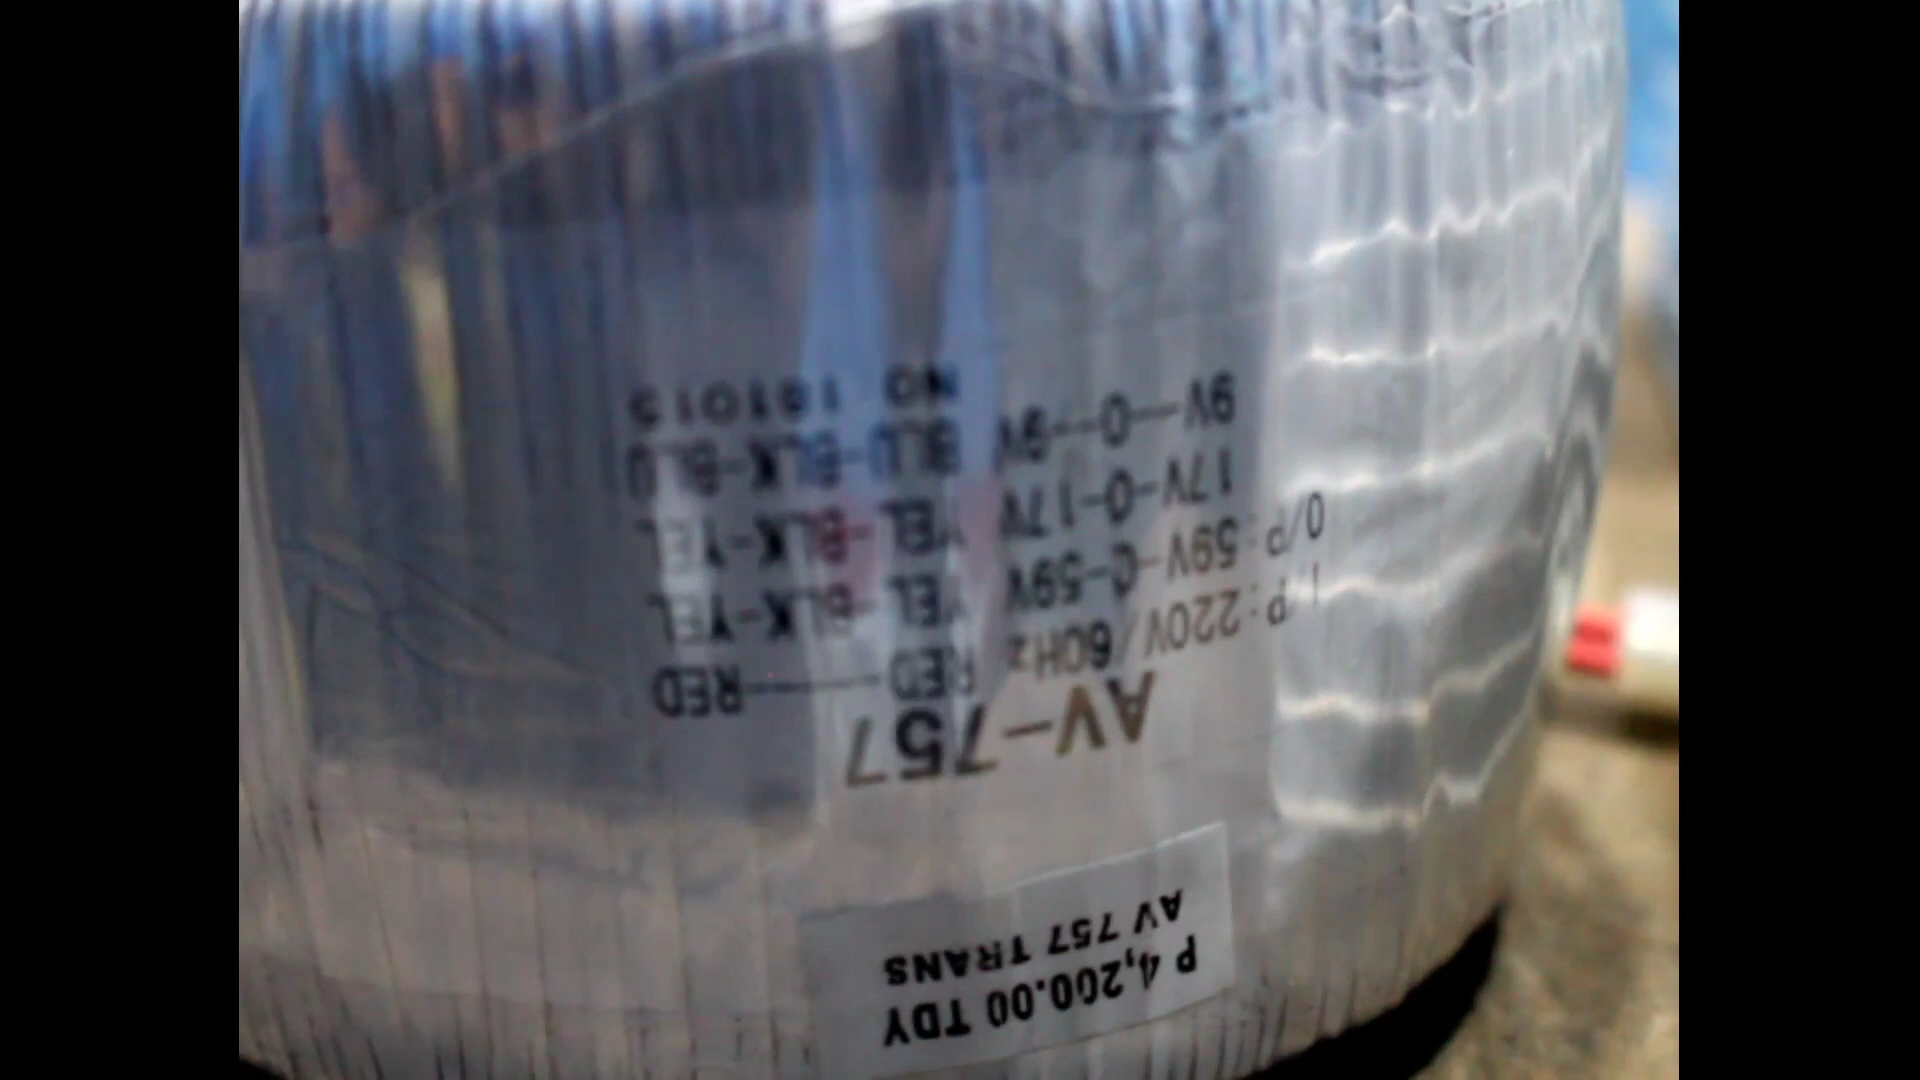 P 4,200.00 TDY
AV 757 TRANS
AV-757
I/P:220V/60Hz RED———RED
O/P:59V-0-59V YEL-BLK-YEL
17V-0-17V YEL-BLK-YEL
9V—0—9V BLU-BLK-BLU
NO